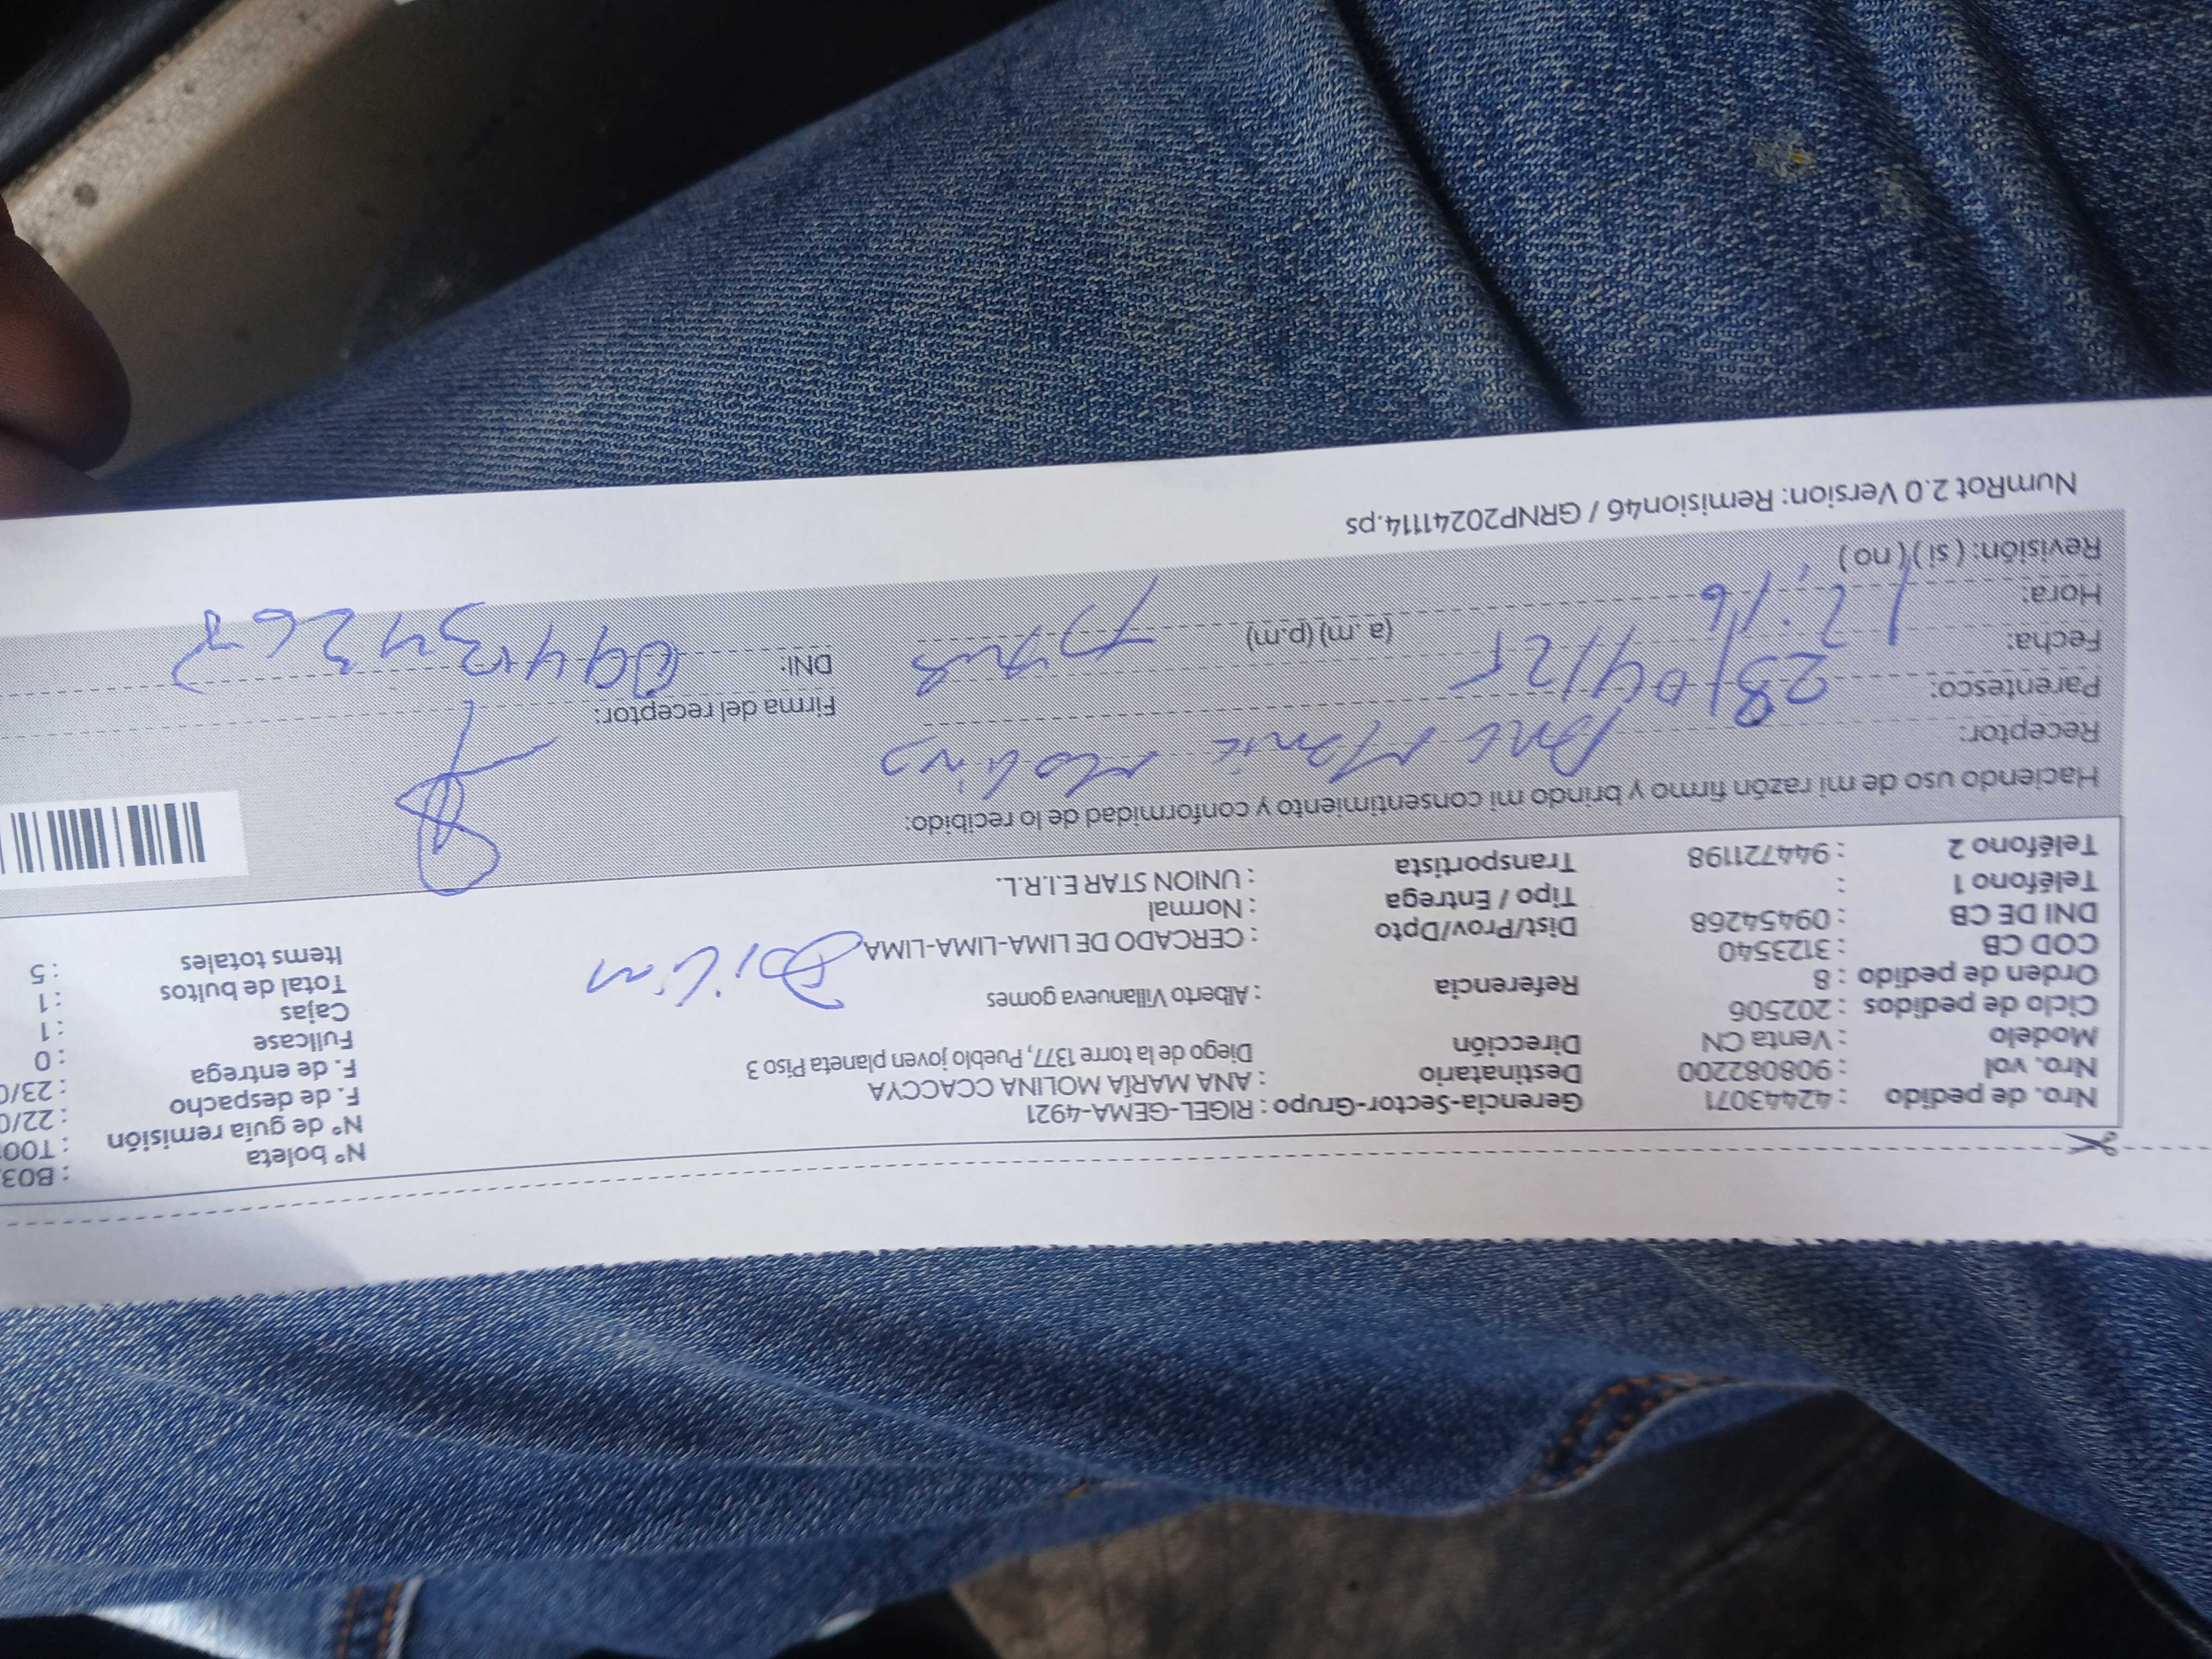 Nro. de pedido : 42443071 Gerencia-Sector-Grupo : RIGEL-GEMA-4921 N° boleta : B03
Nro. vol : 908082200 Destinatario : ANA MARÍA MOLINA CCACCYA N° de guía remisión : T00
Modelo : Venta CN Dirección Diego de la torre 1377, Pueblo joven planeta Piso 3 F. de despacho : 22/0
Ciclo de pedidos : 202506 F. de entrega : 23/0
Orden de pedido : 8 Referencia : Alberto Villanueva gomes Fullcase : 0
COD CB : 3123540 Dist/Prov/Dpto : CERCADO DE LIMA-LIMA-LIMA Cajas : 1
DNI DE CB : 09454268 Tipo / Entrega : Normal Total de bultos : 1
Teléfono 1 : Transportista : UNION STAR E.I.R.L. Items totales : 5
Teléfono 2 : 944721198
Haciendo uso de mi razón firmo y brindo mi consentimiento y conformidad de lo recibido:
Receptor: Molina
Parentesco: Firma del receptor:
Fecha: 23/04/25
Hora: 12:16 (a.m) (p.m) DNI:
Revisión: ( si ) ( no )
NumRot 2.0 Version: Remision46 / GRNP20241114.ps